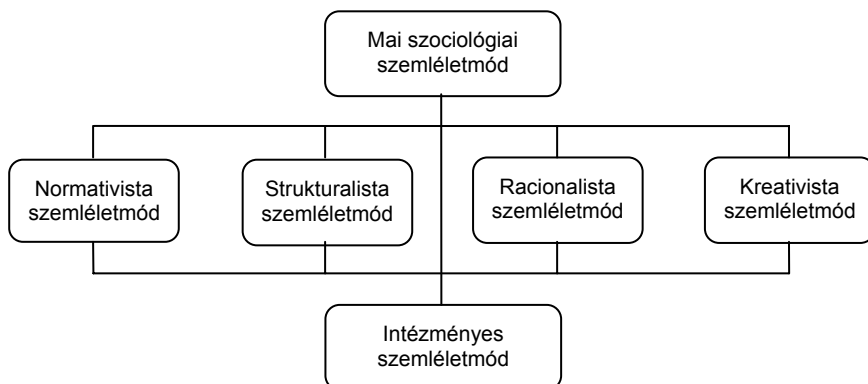 Mai szociológiai
szemléletmód
Normativista
szemléletmód
Strukturalista
szemléletmód
Racionalista
szemléletmód
Kreativista
szemléletmód
Intézményes
szemléletmód